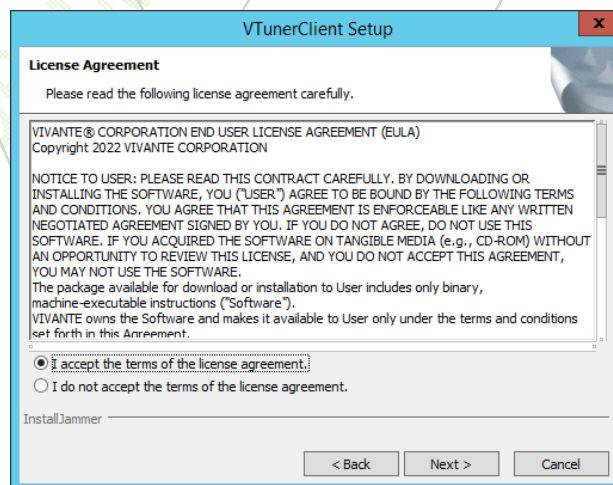 VTunerClient Setup
x
License Agreement
Please read the following license agreement carefully.
VIVANTE® CORPORATION END USER LICENSE AGREEMENT (EULA)
Copyright 2022 VIVANTE CORPORATION
NOTICE TO USER: PLEASE READ THIS CONTRACT CAREFULLY. BY DOWNLOADING OR
INSTALLING THE SOFTWARE, YOU ("USER") AGREE TO BE BOUND BY THE FOLLOWING TERMS
AND CONDITIONS. YOU AGREE THAT THIS AGREEMENT IS ENFORCEABLE LIKE ANY WRITTEN
NEGOTIATED AGREEMENT SIGNED BY YOU. IF YOU DO NOT AGREE, DO NOT USE THIS
SOFTWARE. IF YOU ACQUIRED THE SOFTWARE ON TANGIBLE MEDIA (e.g., CD-ROM) WITHOUT
AN OPPORTUNITY TO REVIEW THIS LICENSE, AND YOU DO NOT ACCEPT THIS AGREEMENT,
YOU MAY NOT USE THE SOFTWARE.
The package available for download or installation to User includes only binary,
machine-executable instructions ("Software").
VIVANTE owns the Software and makes it available to User only under the terms and conditions
set forth in this Agreement.
I accept the terms of the license agreement.
I do not accept the terms of the license agreement.
InstallJammer
< Back
Next >
Cancel